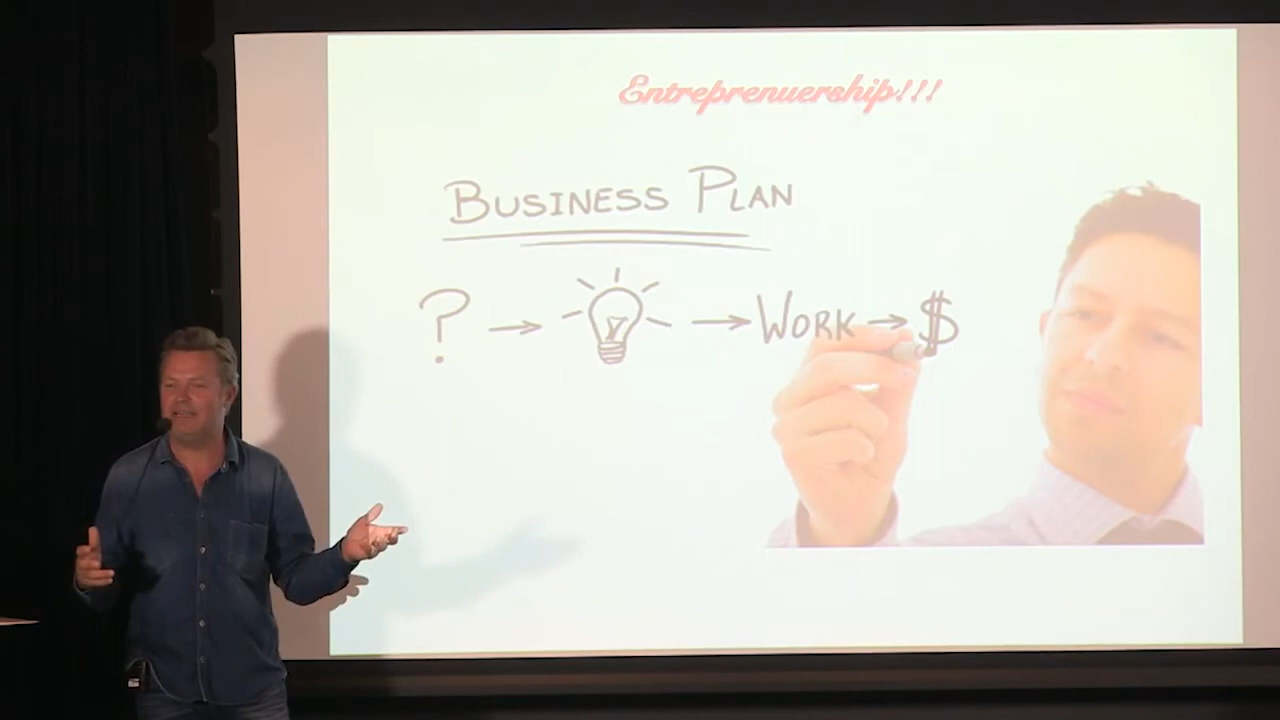 Entreprenuership!!!
BUSINESS PLAN
? → → WORK → $